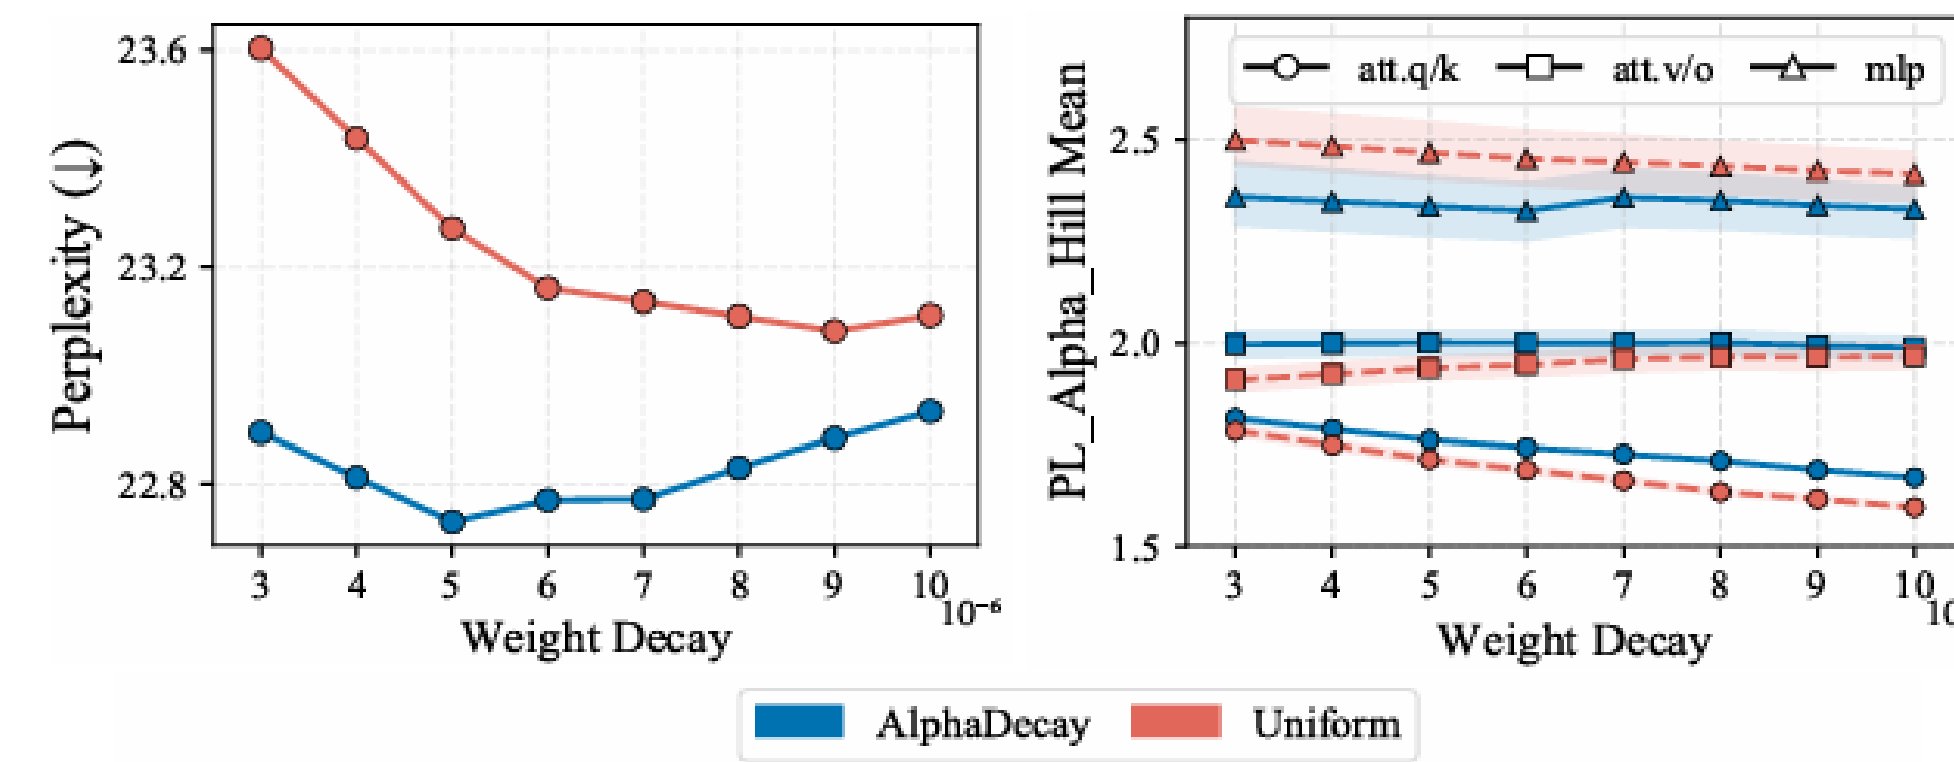 Perplexity (↓)
23.6
23.2
22.8
3 4 5 6 7 8 9 10
10⁻⁶
Weight Decay
PL_Alpha_Hill Mean
att.q/k att.v/o mlp
2.5
2.0
1.5
3 4 5 6 7 8 9 10
10
Weight Decay
AlphaDecay Uniform